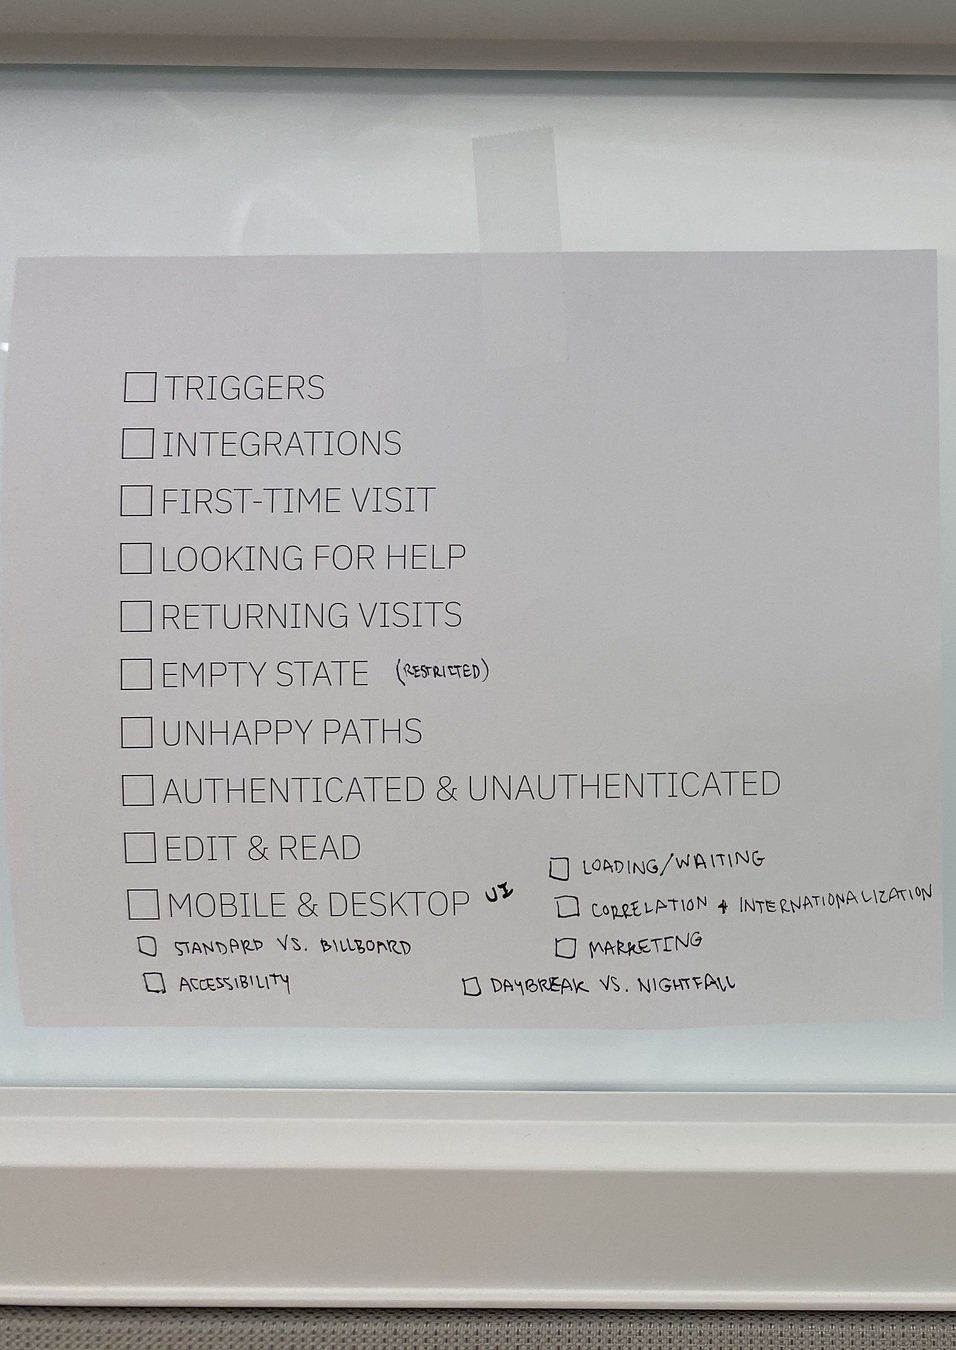 TRIGGERS
INTEGRATIONS
FIRST-TIME VISIT
LOOKING FOR HELP
RETURNING VISITS
EMPTY STATE (RESTRICTED)
UNHAPPY PATHS
AUTHENTICATED & UNAUTHENTICATED
EDIT & READ
MOBILE & DESKTOP UI
STANDARD VS. BILLBOARD
ACCESSIBILITY
LOADING/WAITING
CORRELATION & INTERNATIONALIZATION
MARKETING
DAYBREAK VS. NIGHTFALL